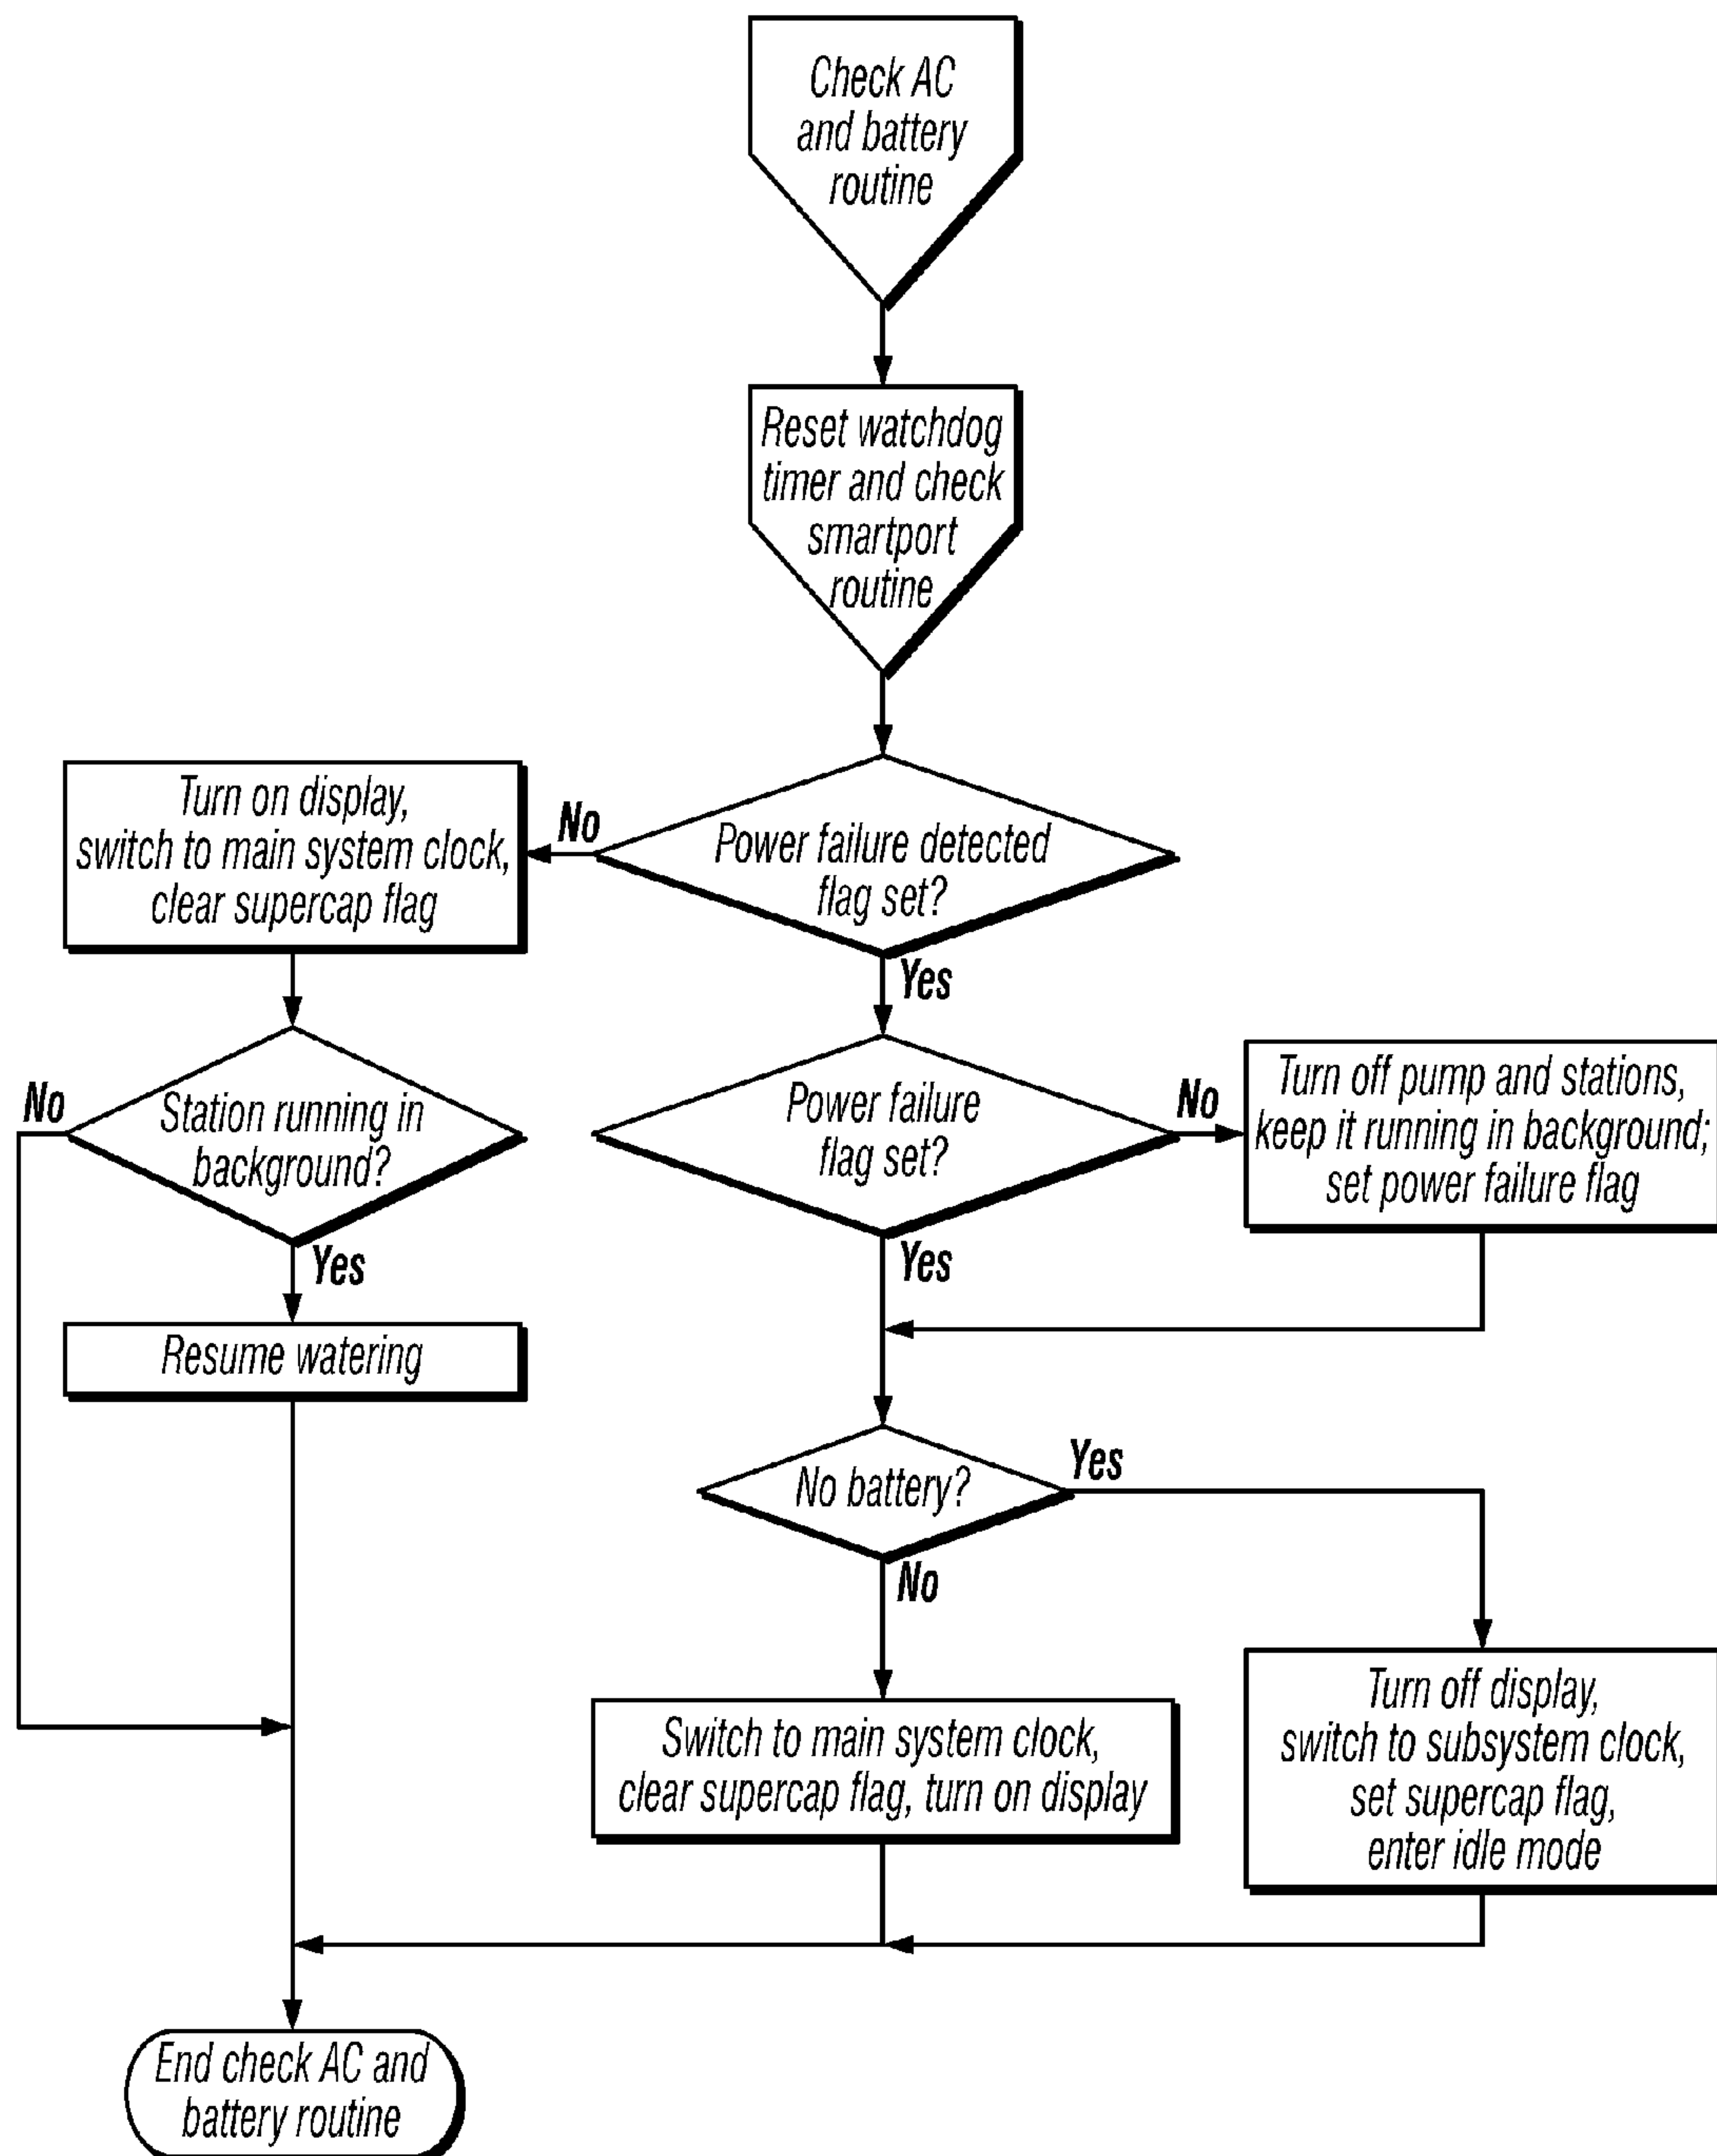 Check AC
and battery
routine
Reset watchdog
timer and check
smartport
routine
Turn on display,
switch to main system clock,
clear supercap flag
No
Power failure detected
flag set?
Yes
No
Station running in
background?
Yes
Power failure
flag set?
No
Yes
Turn off pump and stations,
keep it running in background;
set power failure flag
Resume watering
No battery?
Yes
No
Switch to main system clock,
clear supercap flag, turn on display
Turn off display,
switch to subsystem clock,
set supercap flag,
enter idle mode
End check AC and
battery routine